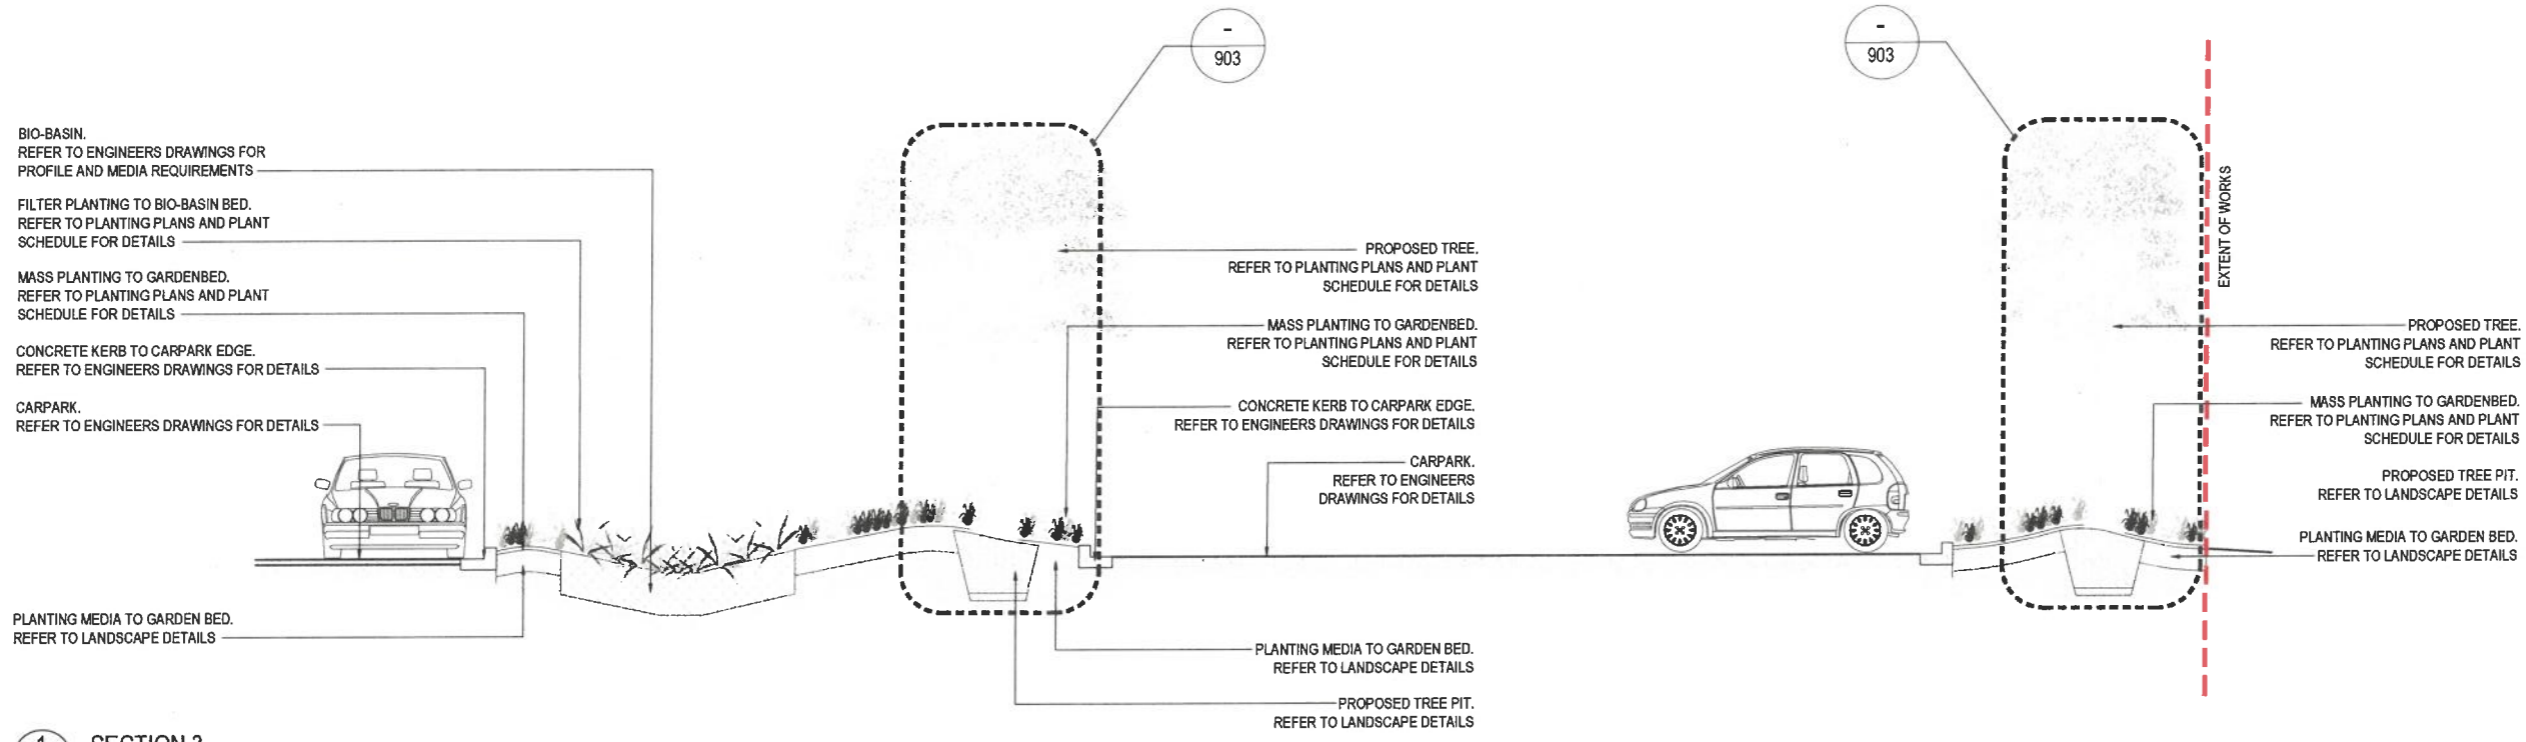 -
903
-
903
BIO-BASIN.
REFER TO ENGINEERS DRAWINGS FOR
PROFILE AND MEDIA REQUIREMENTS
FILTER PLANTING TO BIO-BASIN BED.
REFER TO PLANTING PLANS AND PLANT
SCHEDULE FOR DETAILS
MASS PLANTING TO GARDENBED.
REFER TO PLANTING PLANS AND PLANT
SCHEDULE FOR DETAILS
CONCRETE KERB TO CARPARK EDGE.
REFER TO ENGINEERS DRAWINGS FOR DETAILS
CARPARK.
REFER TO ENGINEERS DRAWINGS FOR DETAILS
PLANTING MEDIA TO GARDEN BED.
REFER TO LANDSCAPE DETAILS
PROPOSED TREE.
REFER TO PLANTING PLANS AND PLANT
SCHEDULE FOR DETAILS
MASS PLANTING TO GARDENBED.
REFER TO PLANTING PLANS AND PLANT
SCHEDULE FOR DETAILS
CONCRETE KERB TO CARPARK EDGE.
REFER TO ENGINEERS DRAWINGS FOR DETAILS
CARPARK.
REFER TO ENGINEERS
DRAWINGS FOR DETAILS
PLANTING MEDIA TO GARDEN BED.
REFER TO LANDSCAPE DETAILS
PROPOSED TREE PIT.
REFER TO LANDSCAPE DETAILS
EXTENT OF WORKS
PROPOSED TREE.
REFER TO PLANTING PLANS AND PLANT
SCHEDULE FOR DETAILS
MASS PLANTING TO GARDENBED.
REFER TO PLANTING PLANS AND PLANT
SCHEDULE FOR DETAILS
PROPOSED TREE PIT.
REFER TO LANDSCAPE DETAILS
PLANTING MEDIA TO GARDEN BED.
REFER TO LANDSCAPE DETAILS
SECTION